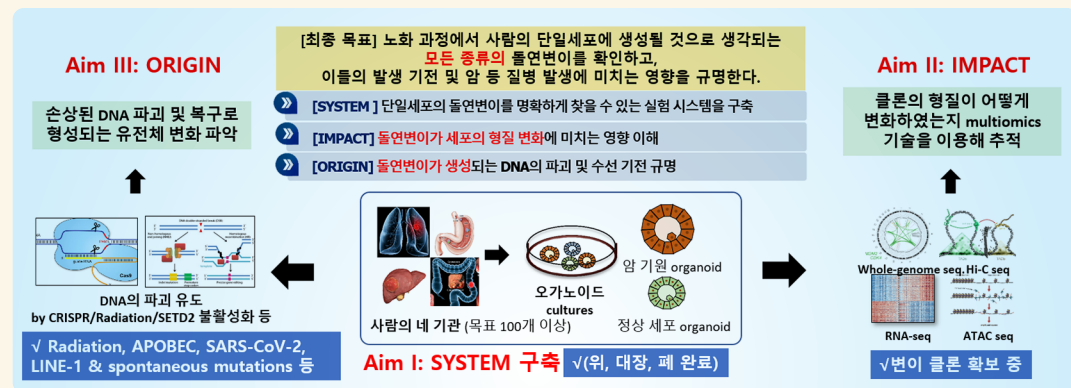 [최종 목표] 노화 과정에서 사람의 단일세포에 생성될 것으로 생각되는
모든 종류의 돌연변이를 확인하고,
이들의 발생 기전 및 암 등 질병 발생에 미치는 영향을 규명한다.
[SYSTEM ] 단일세포의 돌연변이를 명확하게 찾을 수 있는 실험 시스템을 구축
[IMPACT] 돌연변이가 세포의 형질 변화에 미치는 영향 이해
[ORIGIN] 돌연변이가 생성되는 DNA의 파괴 및 수선 기전 규명
Aim III: ORIGIN
손상된 DNA 파괴 및 복구로
형성되는 유전체 변화 파악
Cas9
DNA의 파괴 유도
by CRISPR/Radiation/SETD2 불활성화 등
√ Radiation, APOBEC, SARS-CoV-2,
LINE-1 & spontaneous mutations 등
사람의 네 기관 (목표 100개 이상)
오가노이드
cultures
암 기원 organoid
정상 세포 organoid
Aim I: SYSTEM 구축
√(위, 대장, 폐 완료)
Aim II: IMPACT
클론의 형질이 어떻게
변화하였는지 multiomics
기술을 이용해 추적
Whole-genome seq. Hi-C seq
RNA-seq
ATAC seq
√변이 클론 확보 중